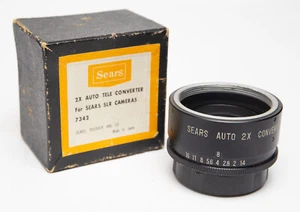 Sears
2X AUTO TELE CONVERTER
for SEARS SLR CAMERAS
7342
SEARS AUTO 2X CONVER
8
16 11 8 5.6 4 2.8 2 1.4